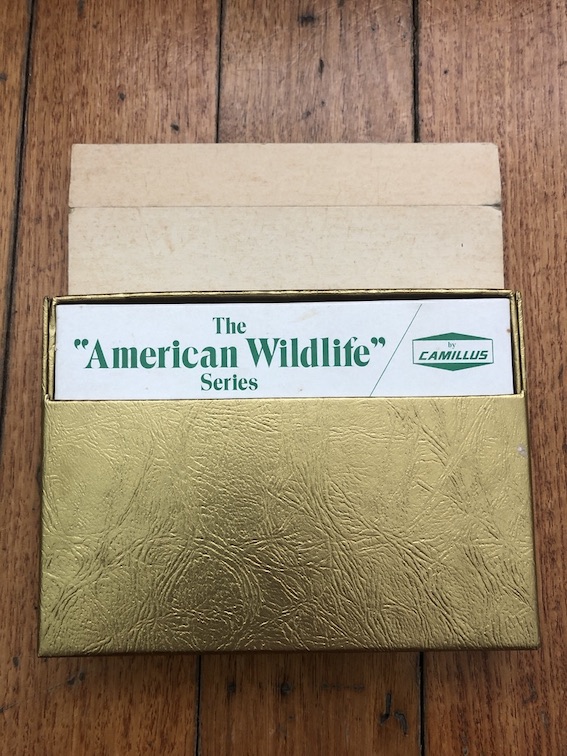 The
"American Wildlife"
Series
by
CAMILLUS